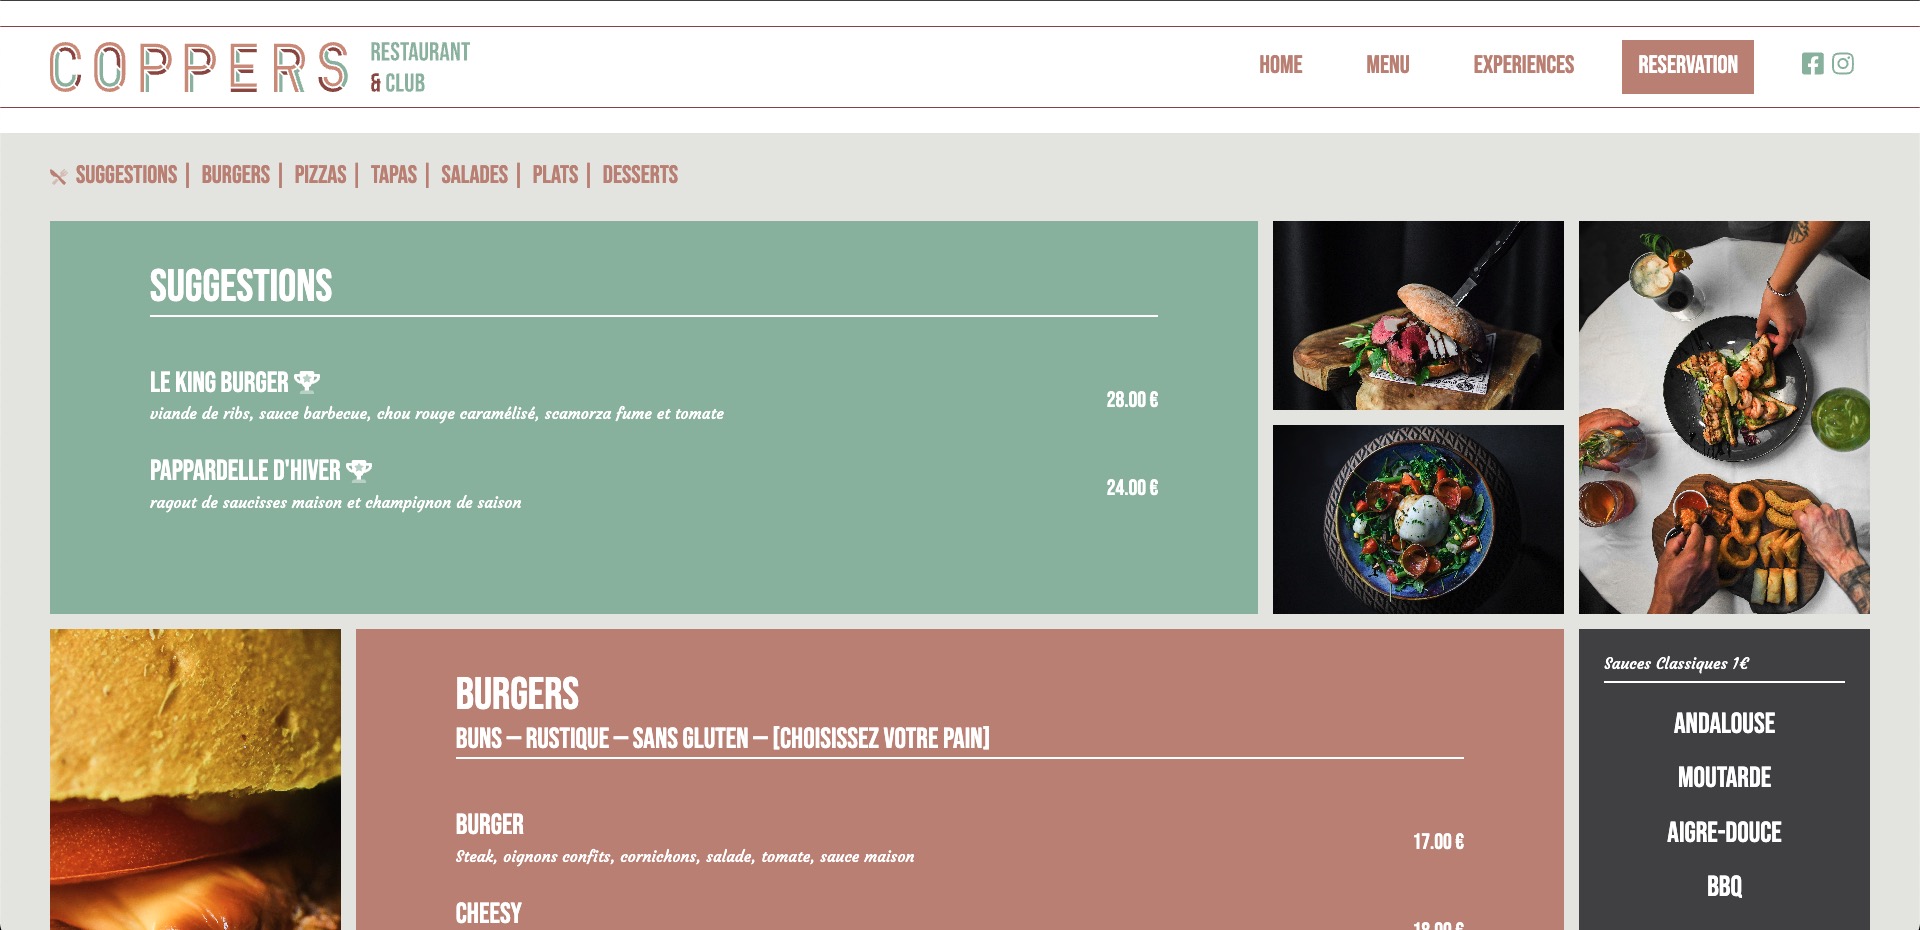 COPPERS RESTAURANT
& CLUB
HOME MENU EXPERIENCES RESERVATION
SUGGESTIONS | BURGERS | PIZZAS | TAPAS | SALADES | PLATS | DESSERTS
SUGGESTIONS
LE KING BURGER
viande de ribs, sauce barbecue, chou rouge caramélisé, scamorza fume et tomate
28.00 €
PAPPARDELLE D'HIVER
ragout de saucisses maison et champignon de saison
24.00 €
BURGERS
BUNS – RUSTIQUE – SANS GLUTEN – [CHOISISSEZ VOTRE PAIN]
BURGER
Steak, oignons confits, cornichons, salade, tomate, sauce maison
17.00 €
CHEESY
18.00 €
Sauces Classiques 1€
ANDALOUSE
MOUTARDE
AIGRE-DOUCE
BBQ